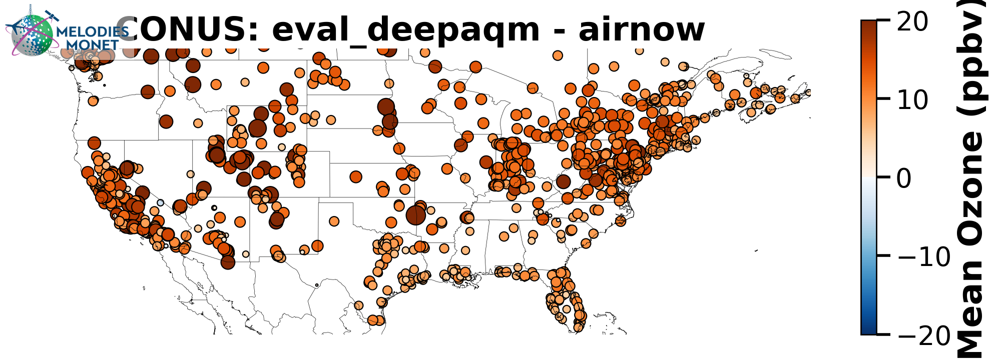 MELODIES
MONET
CONUS: eval_deepaqm - airnow
20
10
0
−10
−20
Mean Ozone (ppbv)